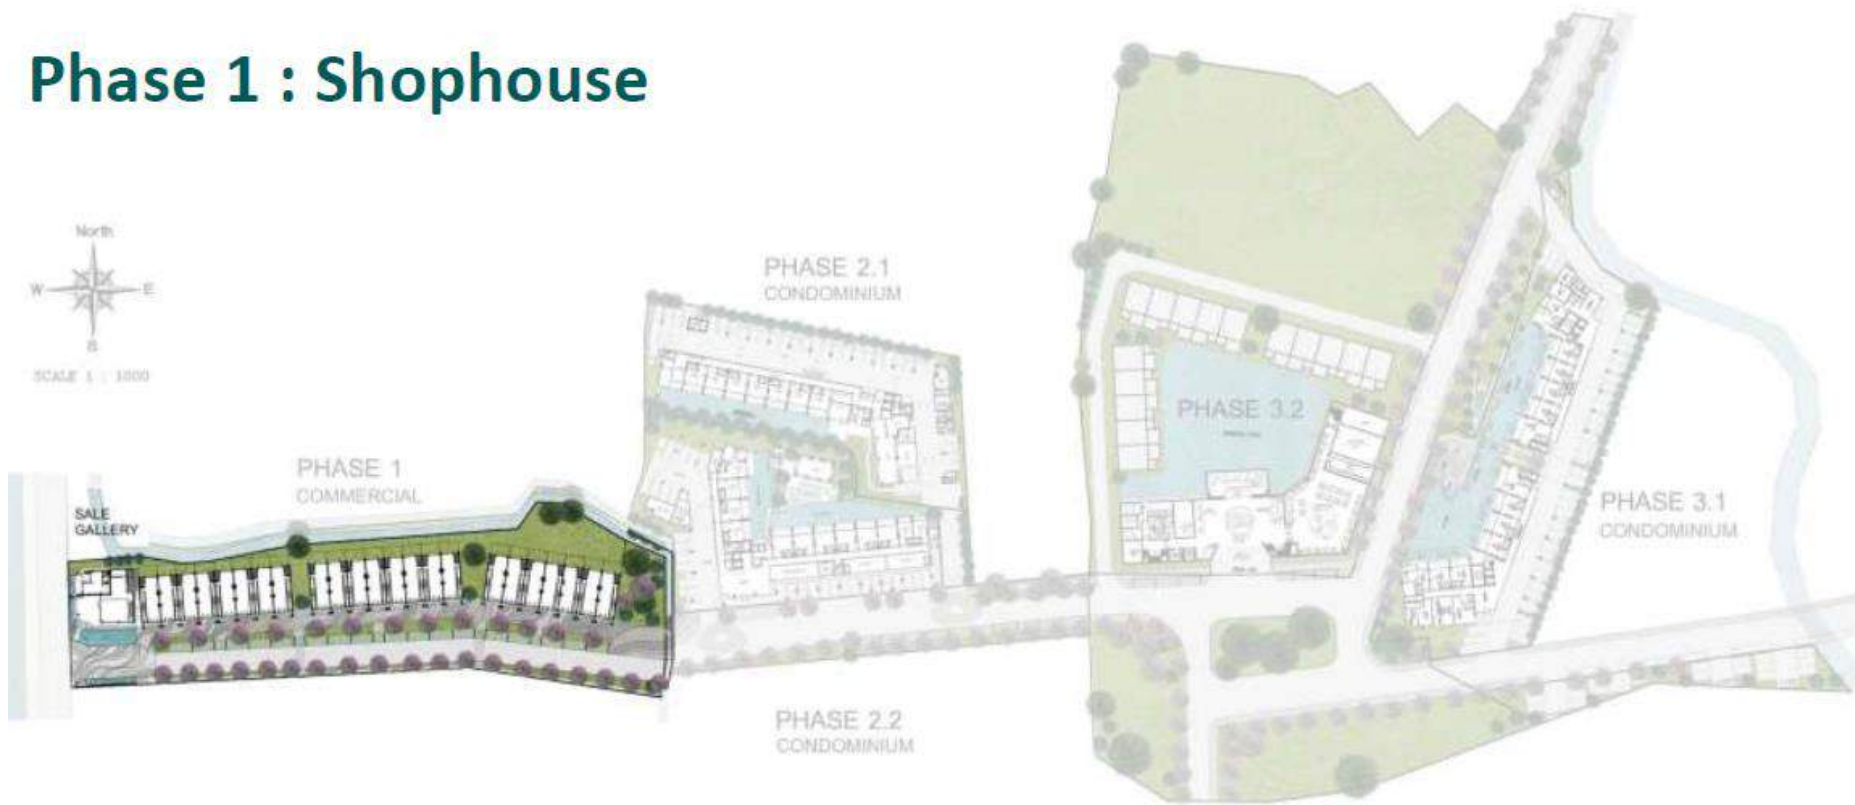 Phase 1 : Shophouse
North
W
E
S
SCALE 1 : 1000
PHASE 2.1
CONDOMINIUM
PHASE 1
COMMERCIAL
SALE
GALLERY
PHASE 3.2
PHASE 3.1
CONDOMINIUM
PHASE 2.2
CONDOMINIUM